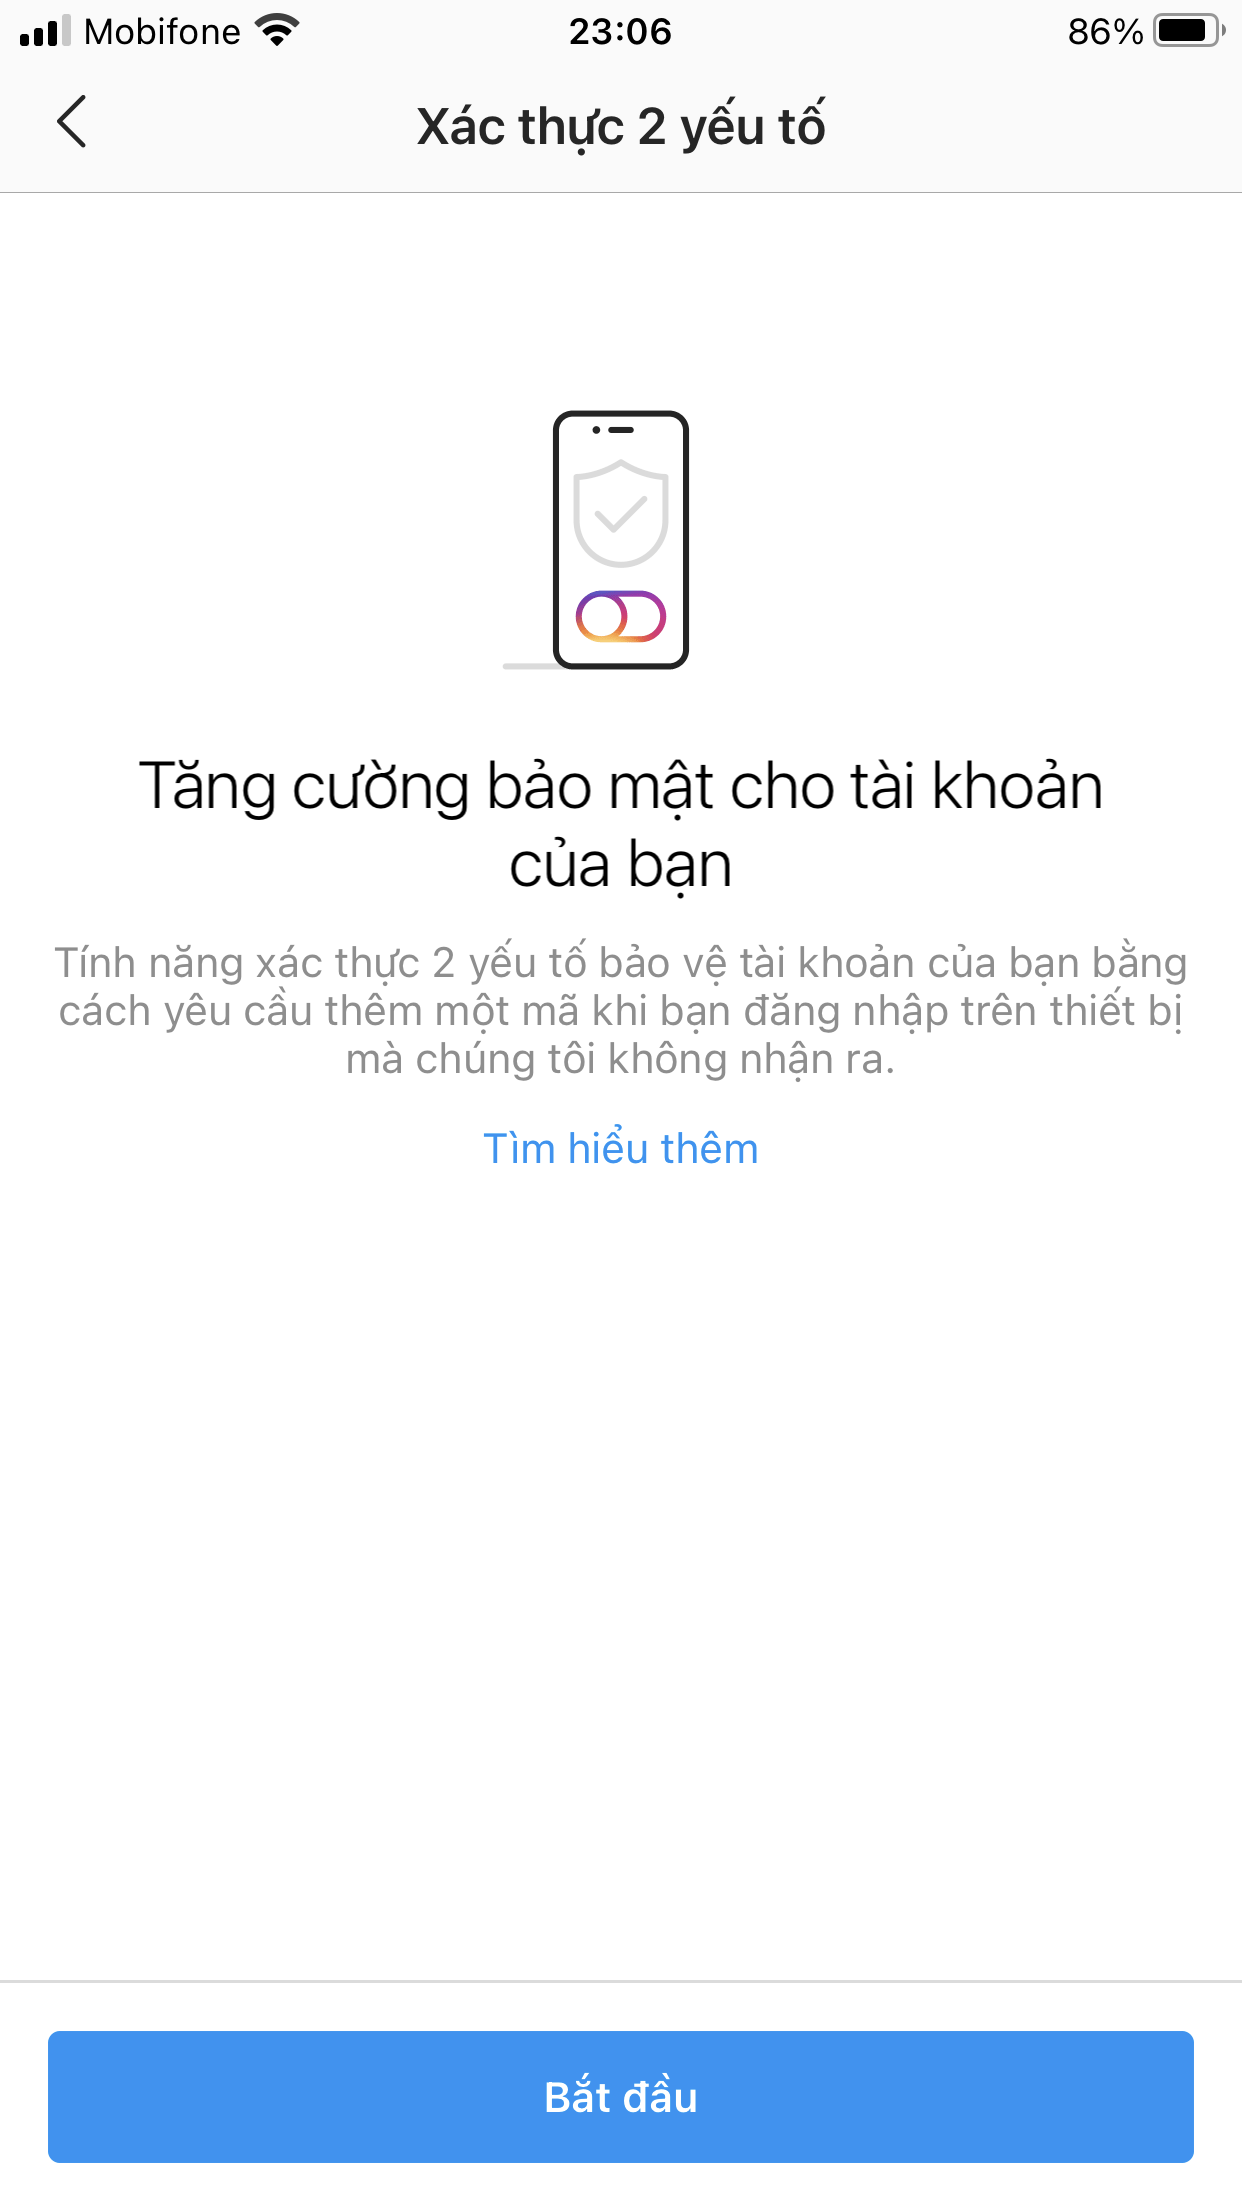 Mobifone 23:06 86%
Xác thực 2 yếu tố
Tăng cường bảo mật cho tài khoản
của bạn
Tính năng xác thực 2 yếu tố bảo vệ tài khoản của bạn bằng
cách yêu cầu thêm một mã khi bạn đăng nhập trên thiết bị
mà chúng tôi không nhận ra.
Tìm hiểu thêm
Bắt đầu